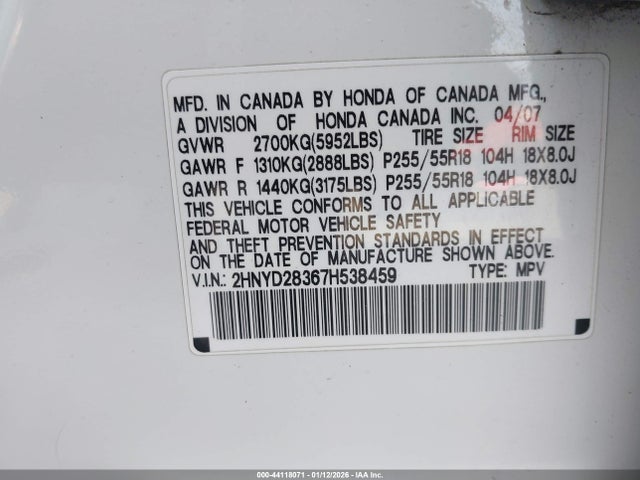 MFD. IN CANADA BY HONDA OF CANADA MFG.,
A DIVISION OF HONDA CANADA INC. 04/07
GVWR 2700KG(5952LBS) TIRE SIZE RIM SIZE
GAWR F 1310KG(2888LBS) P255/55R18 104H 18X8.0J
GAWR R 1440KG(3175LBS) P255/55R18 104H 18X8.0J
THIS VEHICLE CONFORMS TO ALL APPLICABLE
FEDERAL MOTOR VEHICLE SAFETY
AND THEFT PREVENTION STANDARDS IN EFFECT
ON THE DATE OF MANUFACTURE SHOWN ABOVE.
V.I.N.: 2HNYD28367H538459 TYPE: MPV
000-44118071 - 01/12/2026 - COPART, INC.